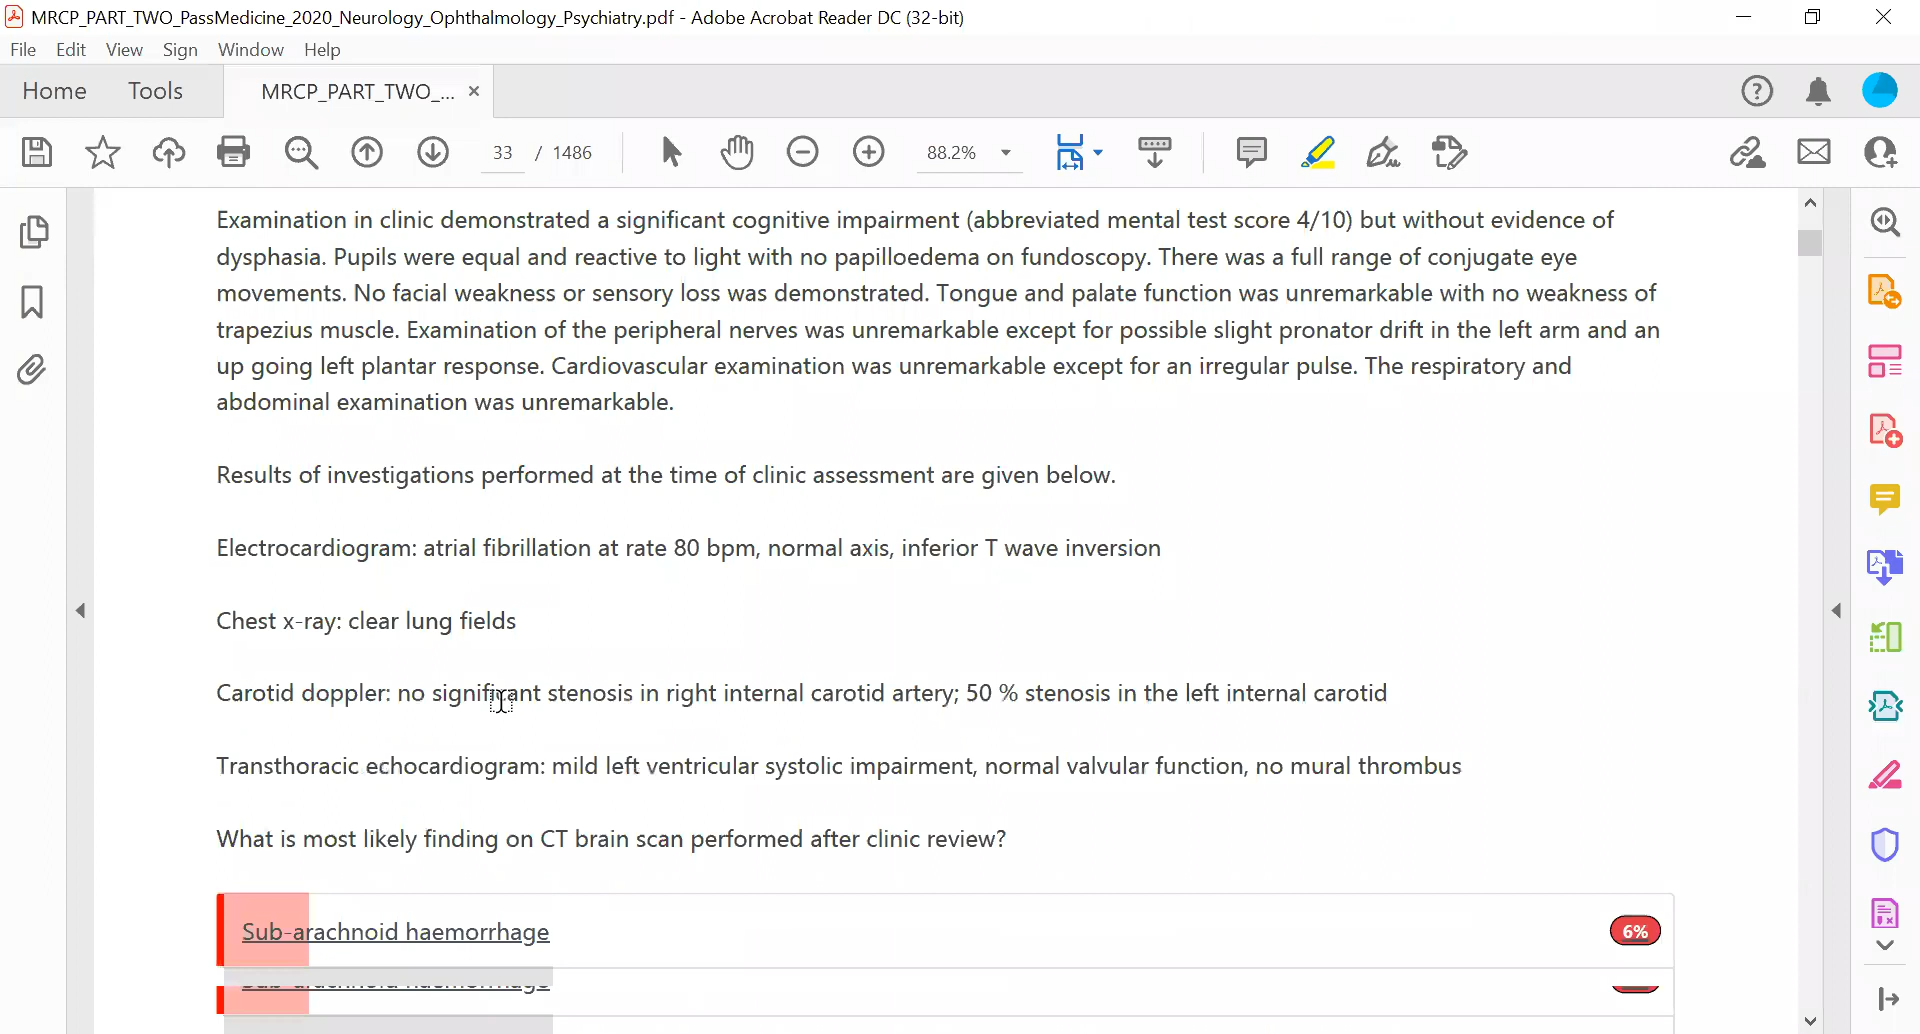 MRCP_PART_TWO_PassMedicine_2020_Neurology_Ophthalmology_Psychiatry.pdf - Adobe Acrobat Reader DC (32-bit)
File Edit View Sign Window Help
Home Tools MRCP_PART_TWO_... ×
33 / 1486 88.2%
Examination in clinic demonstrated a significant cognitive impairment (abbreviated mental test score 4/10) but without evidence of
dysphasia. Pupils were equal and reactive to light with no papilloedema on fundoscopy. There was a full range of conjugate eye
movements. No facial weakness or sensory loss was demonstrated. Tongue and palate function was unremarkable with no weakness of
trapezius muscle. Examination of the peripheral nerves was unremarkable except for possible slight pronator drift in the left arm and an
up going left plantar response. Cardiovascular examination was unremarkable except for an irregular pulse. The respiratory and
abdominal examination was unremarkable.
Results of investigations performed at the time of clinic assessment are given below.
Electrocardiogram: atrial fibrillation at rate 80 bpm, normal axis, inferior T wave inversion
Chest x-ray: clear lung fields
Carotid doppler: no significant stenosis in right internal carotid artery; 50 % stenosis in the left internal carotid
Transthoracic echocardiogram: mild left ventricular systolic impairment, normal valvular function, no mural thrombus
What is most likely finding on CT brain scan performed after clinic review?
Sub-arachnoid haemorrhage 6%